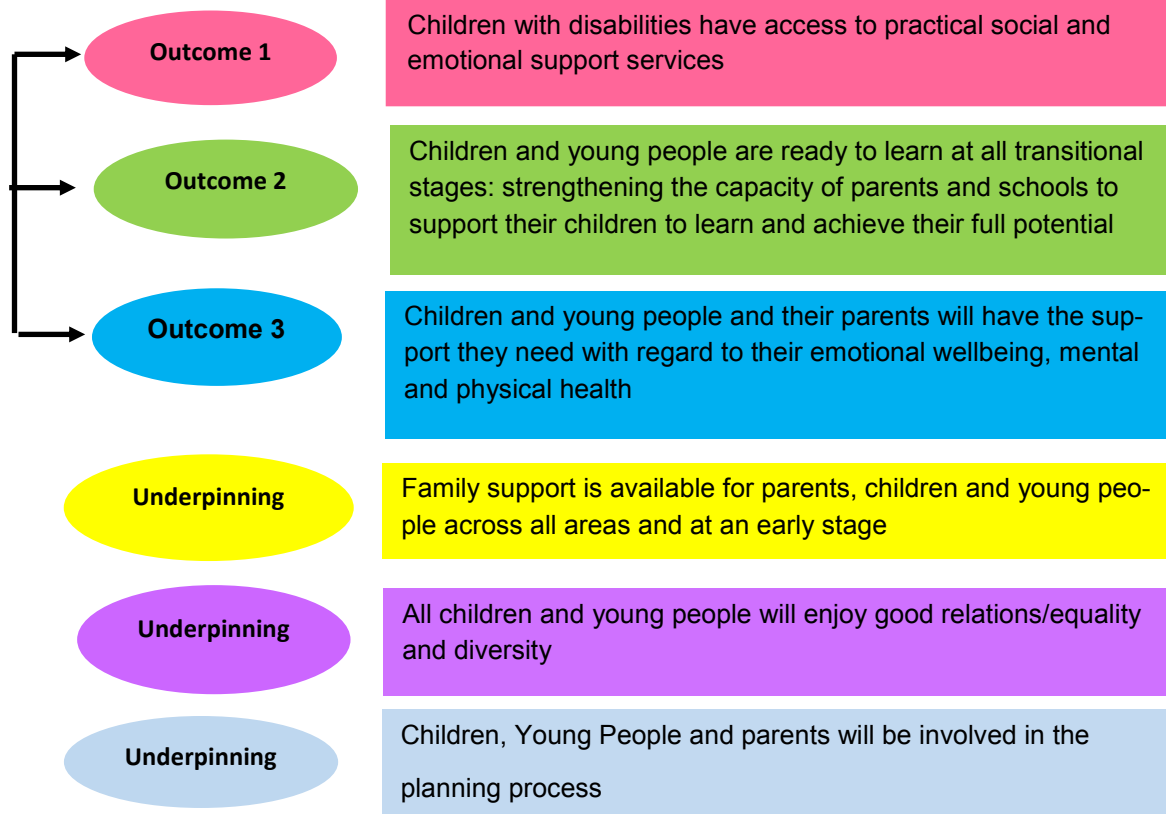 Outcome 1
Children with disabilities have access to practical social and
emotional support services
Outcome 2
Children and young people are ready to learn at all transitional
stages: strengthening the capacity of parents and schools to
support their children to learn and achieve their full potential
Outcome 3
Children and young people and their parents will have the sup-
port they need with regard to their emotional wellbeing, mental
and physical health
Underpinning
Family support is available for parents, children and young peo-
ple across all areas and at an early stage
Underpinning
All children and young people will enjoy good relations/equality
and diversity
Underpinning
Children, Young People and parents will be involved in the
planning process